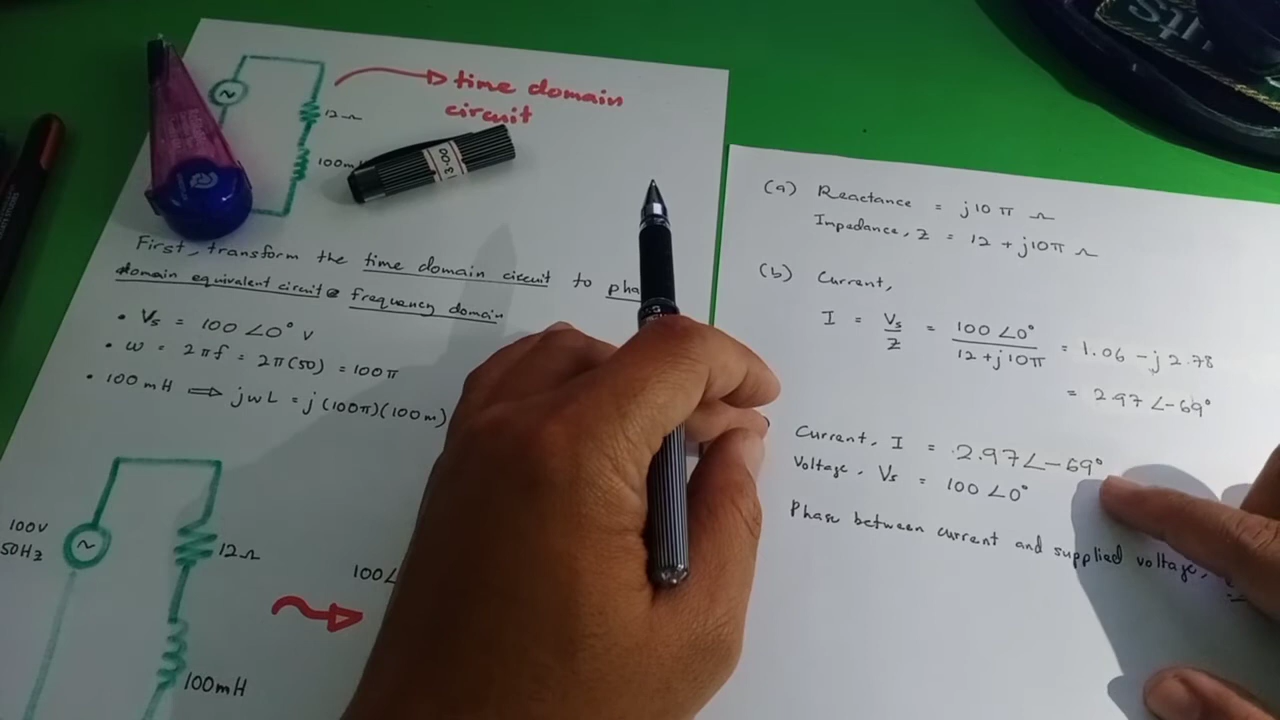 time domain
circuit
12Ω
100m
3-00
First, transform the time domain circuit to pha
domain equivalent circuit @ frequency domain
• Vs = 100 ∠0° V
• ω = 2πf = 2π(50) = 100π
• 100mH ⇒ jωL = j(100π)(100m)
100V
50Hz
12Ω
100mH
100∠
(a) Reactance = j10π Ω
Impedance, Z = 12 + j10π Ω
(b) Current,
I = Vs/Z = 100∠0°/12+j10π = 1.06 - j2.78
= 2.97∠-69°
Current, I = 2.97∠-69°
Voltage, Vs = 100∠0°
Phase between current and supplied voltage,